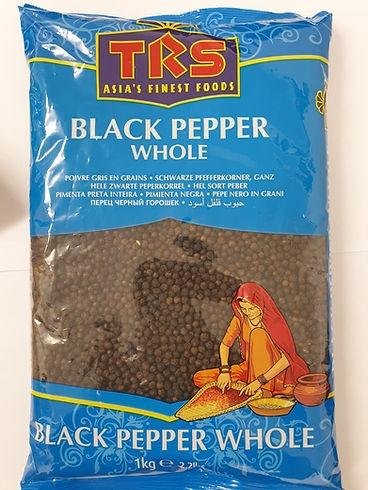 TRS
ASIA'S FINEST FOODS
BLACK PEPPER
WHOLE
POIVRE GRIS EN GRAINS • SCHWARZE PFEFFERKORNER, GANZ
HELE ZWARTE PEPERKORREL • HEL SORT PEBER
PIMENTA PRETA INTEIRA • PIMIENTA NEGRA • PEPE NERO IN GRANI
ПЕРЕЦ ЧЕРНЫЙ ГОРОШЕК • حبوب فلفل أسود
BLACK PEPPER WHOLE
1kg e